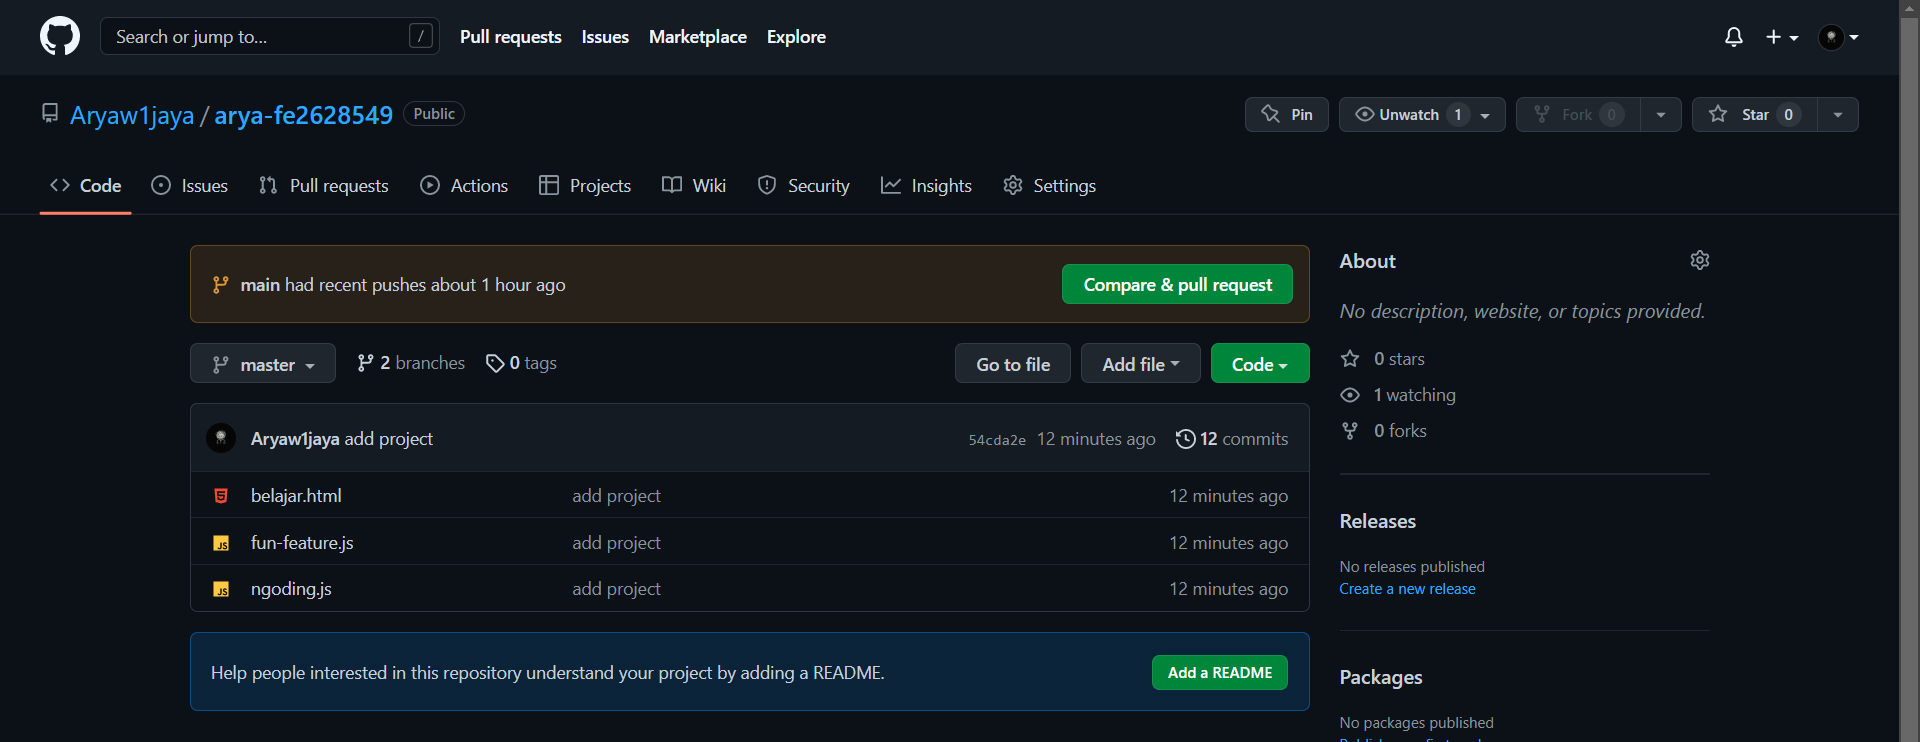 Search or jump to... /
Pull requests Issues Marketplace Explore
Aryaw1jaya / arya-fe2628549 Public
Pin Unwatch 1 Fork 0 Star 0
Code Issues Pull requests Actions Projects Wiki Security Insights Settings
main had recent pushes about 1 hour ago Compare & pull request
master 2 branches 0 tags Go to file Add file Code
Aryaw1jaya add project 54cda2e 12 minutes ago 12 commits
belajar.html add project 12 minutes ago
JS fun-feature.js add project 12 minutes ago
JS ngoding.js add project 12 minutes ago
Help people interested in this repository understand your project by adding a README. Add a README
About
No description, website, or topics provided.
0 stars
1 watching
0 forks
Releases
No releases published
Create a new release
Packages
No packages published